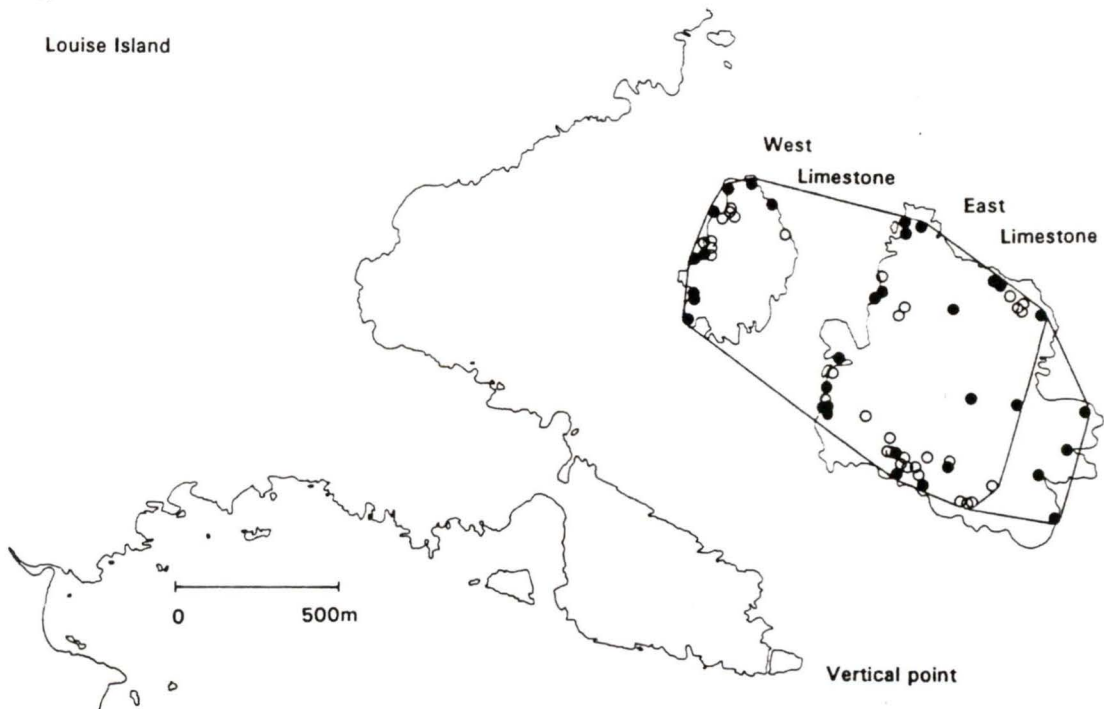 Louise Island
West
Limestone
East
Limestone
0 500m
Vertical point